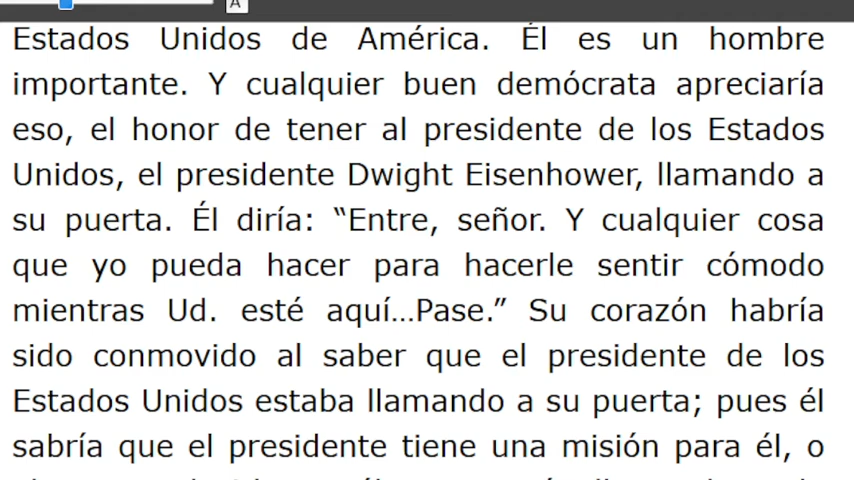 A
Estados Unidos de América. Él es un hombre
importante. Y cualquier buen demócrata apreciaría
eso, el honor de tener al presidente de los Estados
Unidos, el presidente Dwight Eisenhower, llamando a
su puerta. Él diría: “Entre, señor. Y cualquier cosa
que yo pueda hacer para hacerle sentir cómodo
mientras Ud. esté aquí...Pase.” Su corazón habría
sido conmovido al saber que el presidente de los
Estados Unidos estaba llamando a su puerta; pues él
sabría que el presidente tiene una misión para él, o